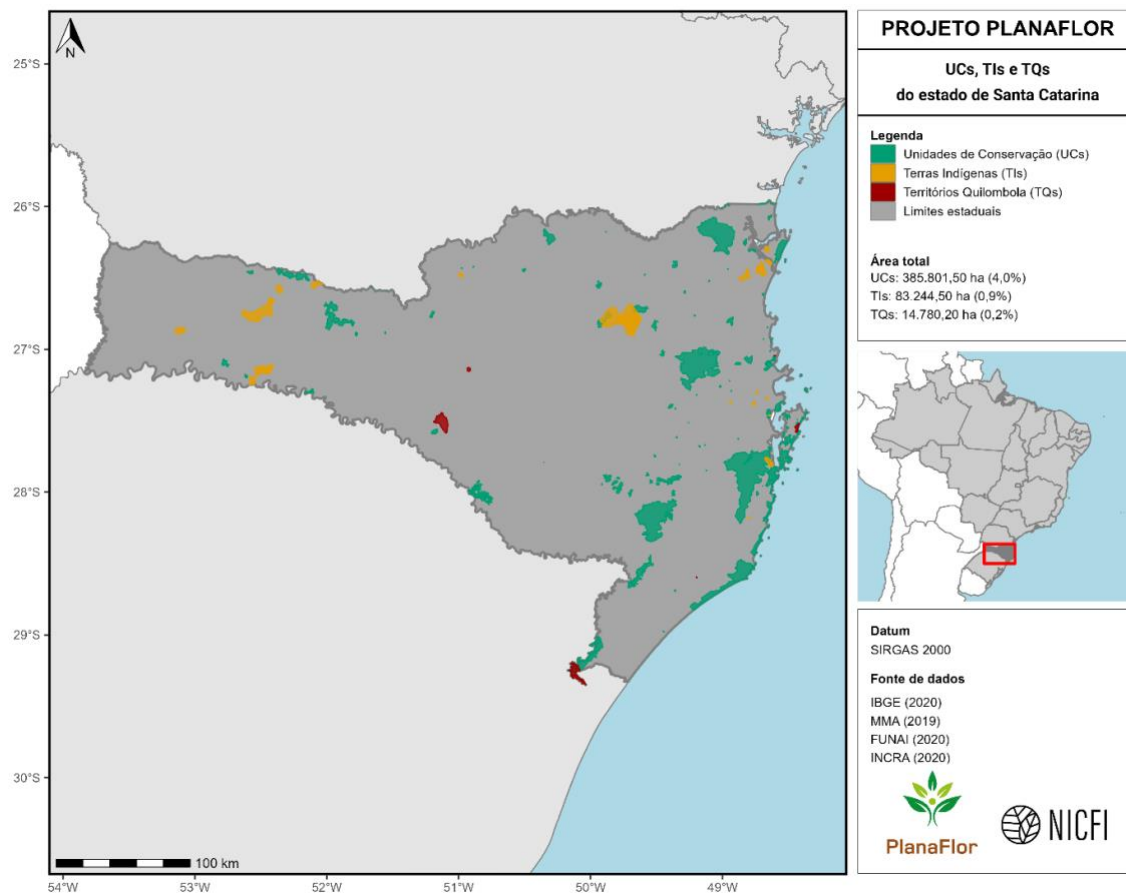 N
25°S
26°S
27°S
28°S
29°S
30°S
100 km
54°W
53°W
52°W
51°W
50°W
49°W
PROJETO PLANAFLOR
UCs, TIs e TQs
do estado de Santa Catarina
Legenda
Unidades de Conservação (UCs)
Terras Indígenas (TIs)
Territórios Quilombola (TQs)
Limites estaduais
Área total
UCs: 385.801,50 ha (4,0%)
TIs: 83.244,50 ha (0,9%)
TQs: 14.780,20 ha (0,2%)
Datum
SIRGAS 2000
Fonte de dados
IBGE (2020)
MMA (2019)
FUNAI (2020)
INCRA (2020)
PlanaFlor
NICFI